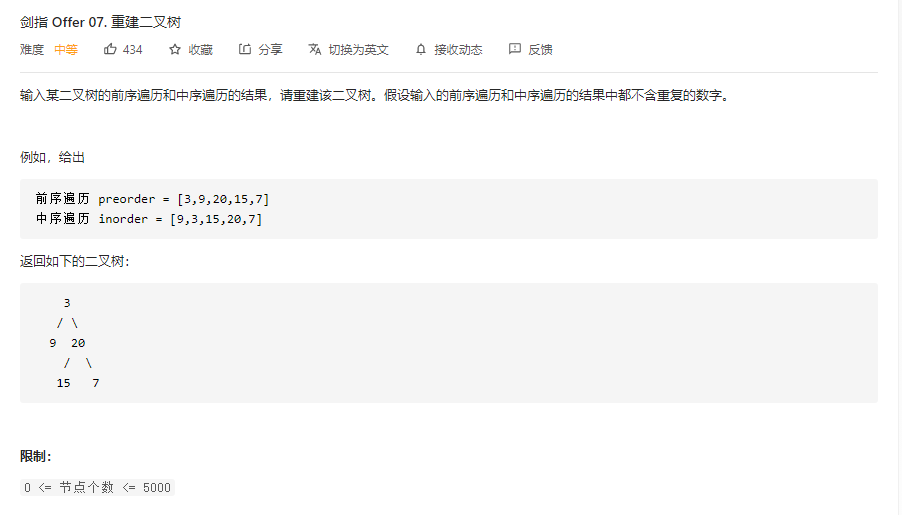 剑指 Offer 07. 重建二叉树
难度 中等 434 收藏 分享 切换为英文 接收动态 反馈
输入某二叉树的前序遍历和中序遍历的结果，请重建该二叉树。假设输入的前序遍历和中序遍历的结果中都不含重复的数字。
例如，给出
前序遍历 preorder = [3,9,20,15,7]
中序遍历 inorder = [9,3,15,20,7]
返回如下的二叉树：
3
/ \
9 20
/ \
15 7
限制：
0 <= 节点个数 <= 5000